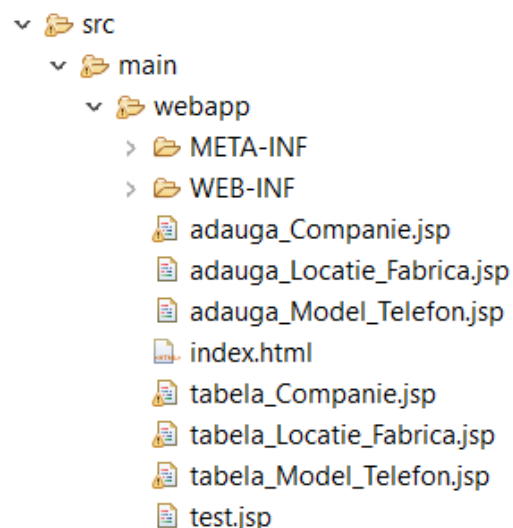 src
main
webapp
META-INF
WEB-INF
adauga_Companie.jsp
adauga_Locatie_Fabrica.jsp
adauga_Model_Telefon.jsp
index.html
tabela_Companie.jsp
tabela_Locatie_Fabrica.jsp
tabela_Model_Telefon.jsp
test.jsp